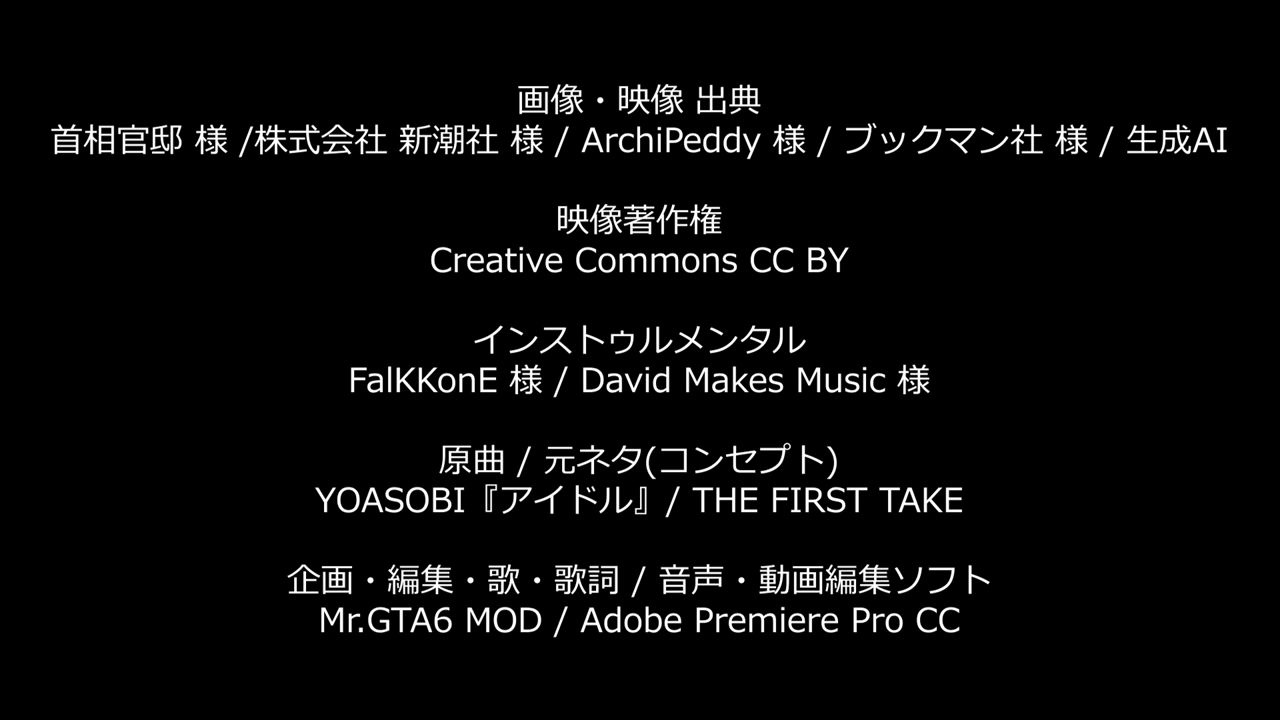 画像・映像 出典
首相官邸 様 /株式会社 新潮社 様 / ArchiPeddy 様 / ブックマン社 様 / 生成AI
映像著作権
Creative Commons CC BY
インストゥルメンタル
FalKKonE 様 / David Makes Music 様
原曲 / 元ネタ(コンセプト)
YOASOBI『アイドル』/ THE FIRST TAKE
企画・編集・歌・歌詞 / 音声・動画編集ソフト
Mr.GTA6 MOD / Adobe Premiere Pro CC